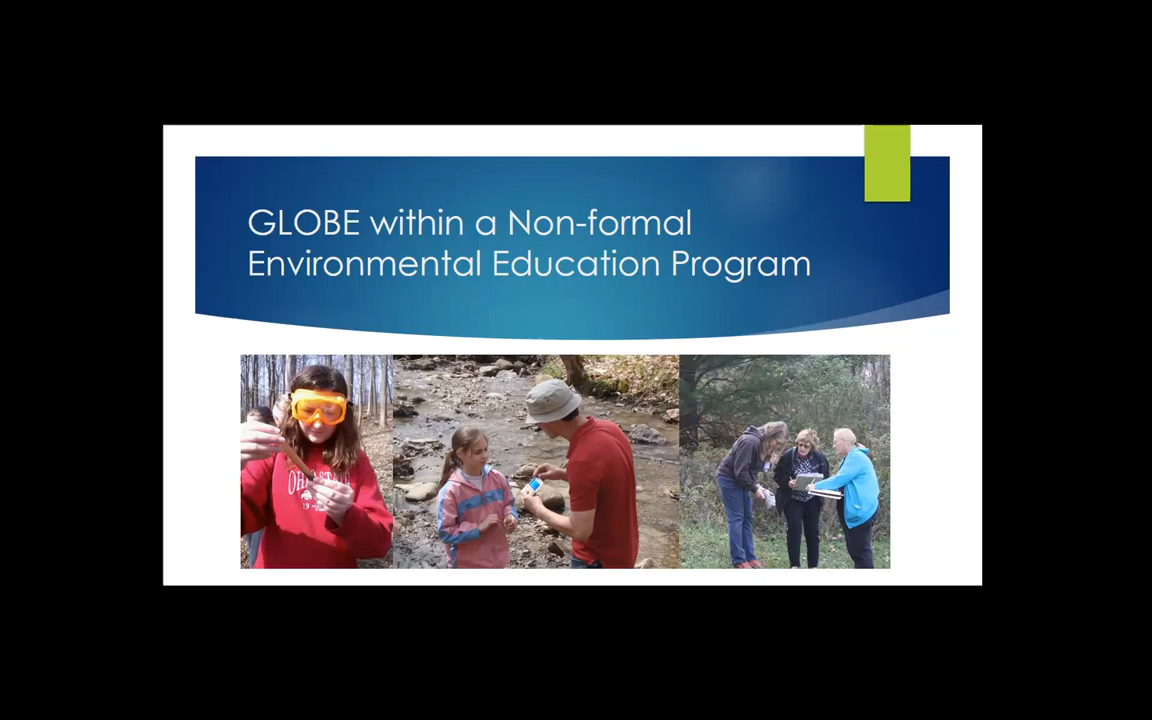 GLOBE within a Non-formal
Environmental Education Program
OHIO STATE